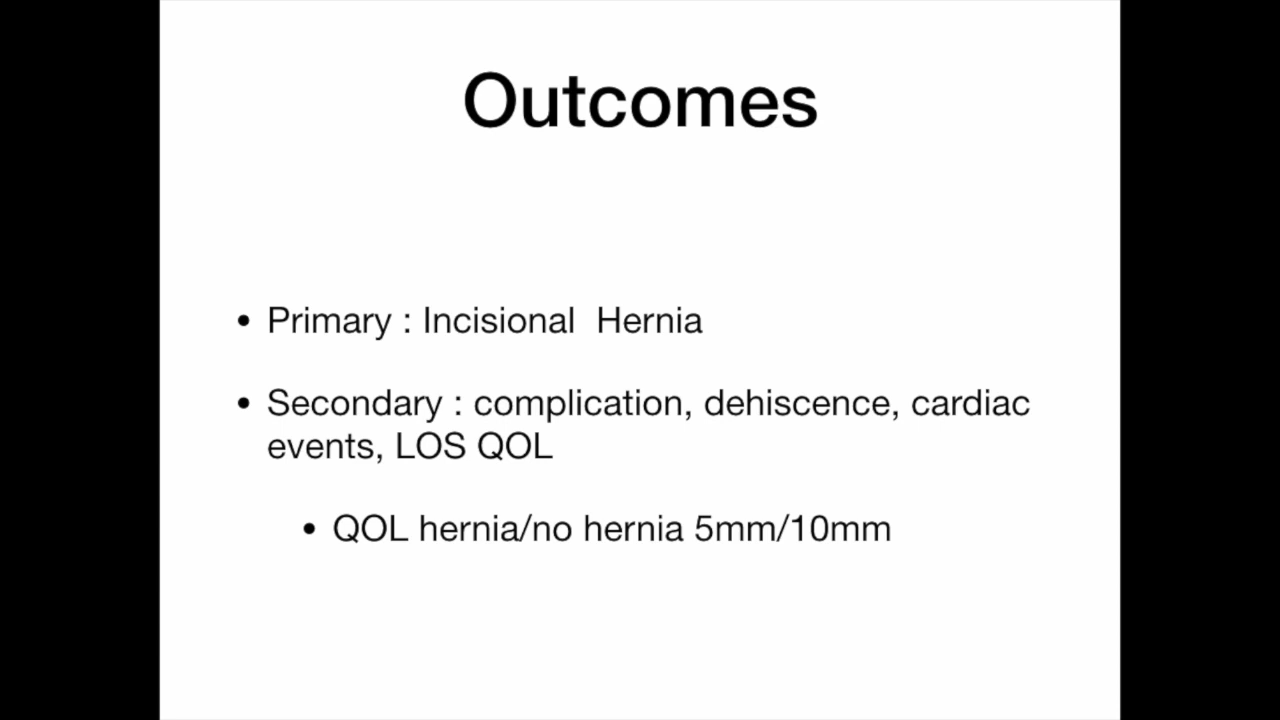 Outcomes
• Primary : Incisional  Hernia
• Secondary : complication, dehiscence, cardiac
events, LOS QOL
• QOL hernia/no hernia 5mm/10mm